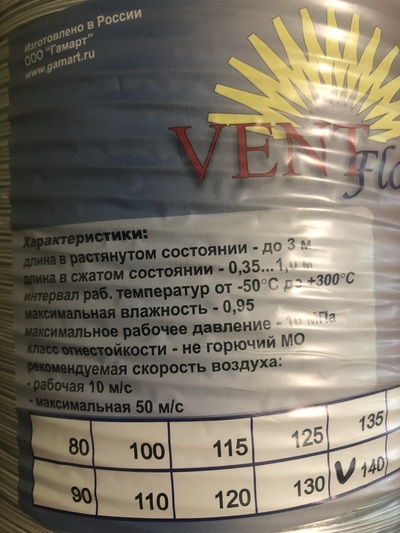 Изготовлено в России
ООО "Гамарт"
www.gamart.ru
VENT
Flo
Характеристики:
длина в растянутом состоянии - до 3 м
длина в сжатом состоянии - 0,35...1,0 м
интервал раб. температур от -50°С до +300°С
максимальная влажность - 0,95
максимальное рабочее давление - 10 МПа
класс огнестойкости - не горючий МО
рекомендуемая скорость воздуха:
- рабочая 10 м/с
- максимальная 50 м/с
80 100 115 125 135
90 110 120 130 140